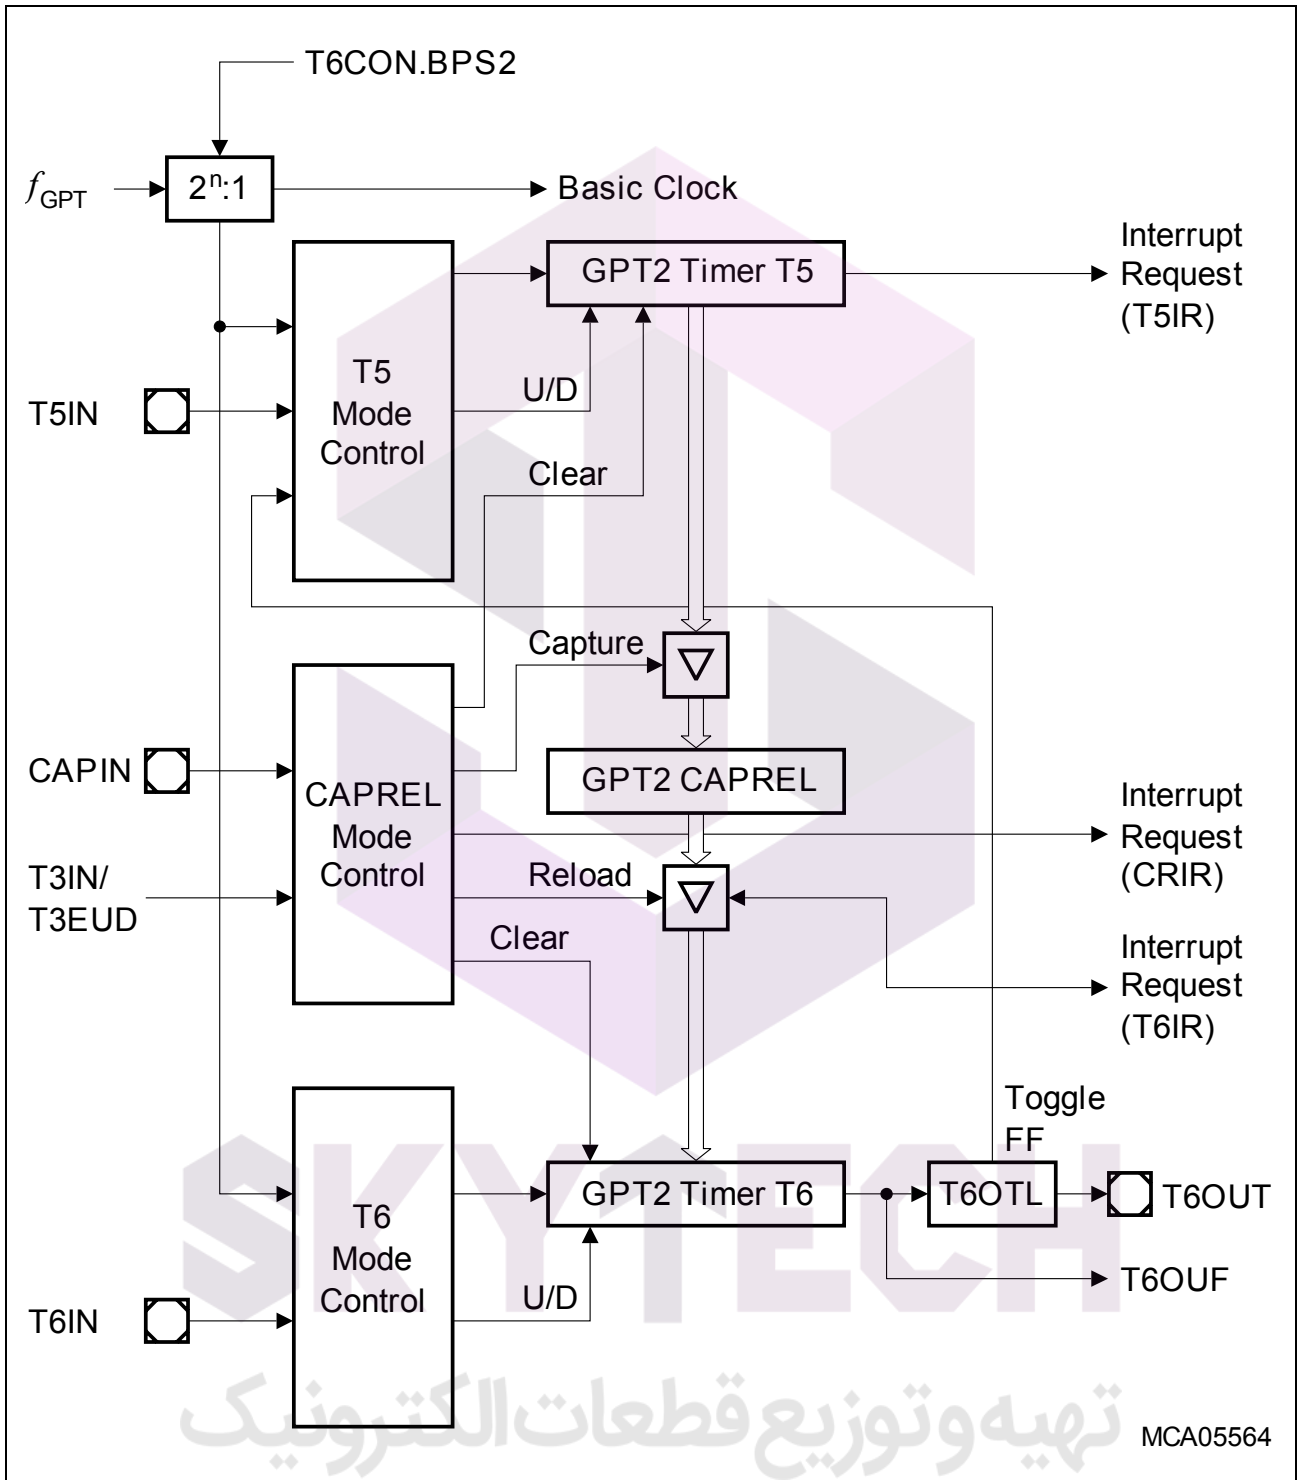 T6CON.BPS2
fGPT
2n:1
Basic Clock
Interrupt
Request
(T5IR)
GPT2 Timer T5
T5
Mode
Control
U/D
T5IN
Clear
Capture
CAPIN
CAPREL
Mode
Control
GPT2 CAPREL
Interrupt
Request
(CRIR)
T3IN/
T3EUD
Reload
Clear
Interrupt
Request
(T6IR)
Toggle
FF
GPT2 Timer T6
T6OTL
T6OUT
T6
Mode
Control
U/D
T6OUF
T6IN
SKYTECH
تهیه و توزیع قطعات الکترونیک
MCA05564